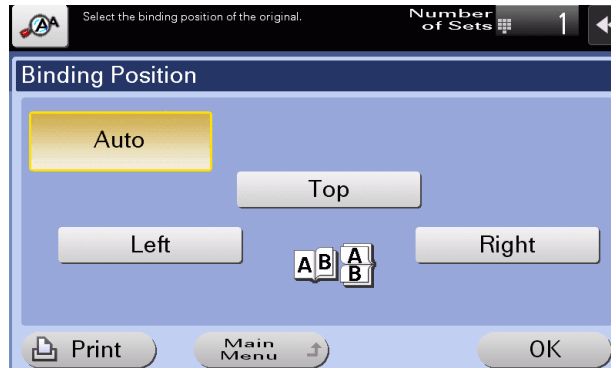 Select the binding position of the original.
Number
of Sets
1
Binding Position
Auto
Top
Left
Right
A B
A
B
Print
Main
Menu
OK